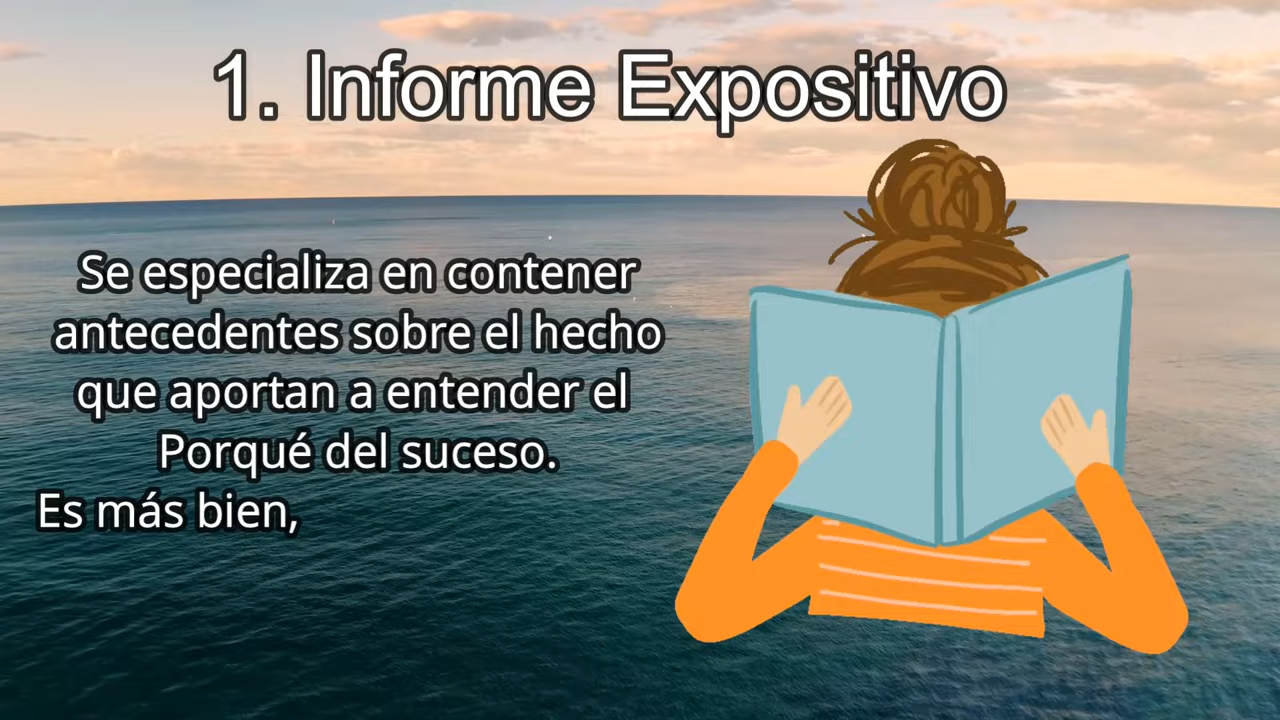 1. Informe Expositivo
Se especializa en contener
antecedentes sobre el hecho
que aportan a entender el
Porqué del suceso.
Es más bien,